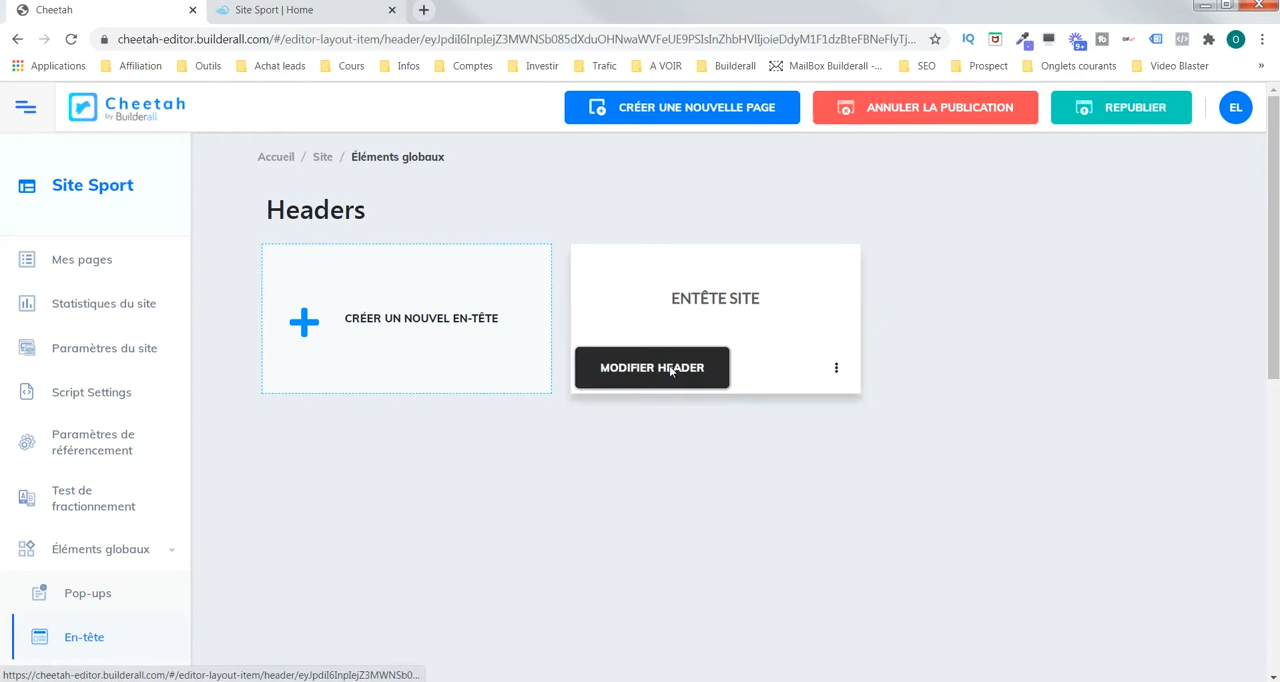 Cheetah
Site Sport | Home
cheetah-editor.builderall.com/#/editor-layout-item/header/eyJpdiI6InpIejZ3MWNSb085dXduOHNwaWVFeUE9PSIsInZhbHVlIjoieDdyM1F1dzBteFBNeFlyTj...
Applications
Affiliation
Outils
Achat leads
Cours
Infos
Comptes
Investir
Trafic
A VOIR
Builderall
MailBox Builderall -...
SEO
Prospect
Onglets courants
Video Blaster
»
Cheetah
by Builderall
CRÉER UNE NOUVELLE PAGE
ANNULER LA PUBLICATION
REPUBLIER
EL
Accueil / Site / Éléments globaux
Site Sport
Headers
Mes pages
CRÉER UN NOUVEL EN-TÊTE
ENTÊTE SITE
MODIFIER HEADER
Statistiques du site
Paramètres du site
Script Settings
Paramètres de
référencement
Test de
fractionnement
Éléments globaux
Pop-ups
En-tête
https://cheetah-editor.builderall.com/#/editor-layout-item/header/eyJpdiI6InpIejZ3MWNSb0...